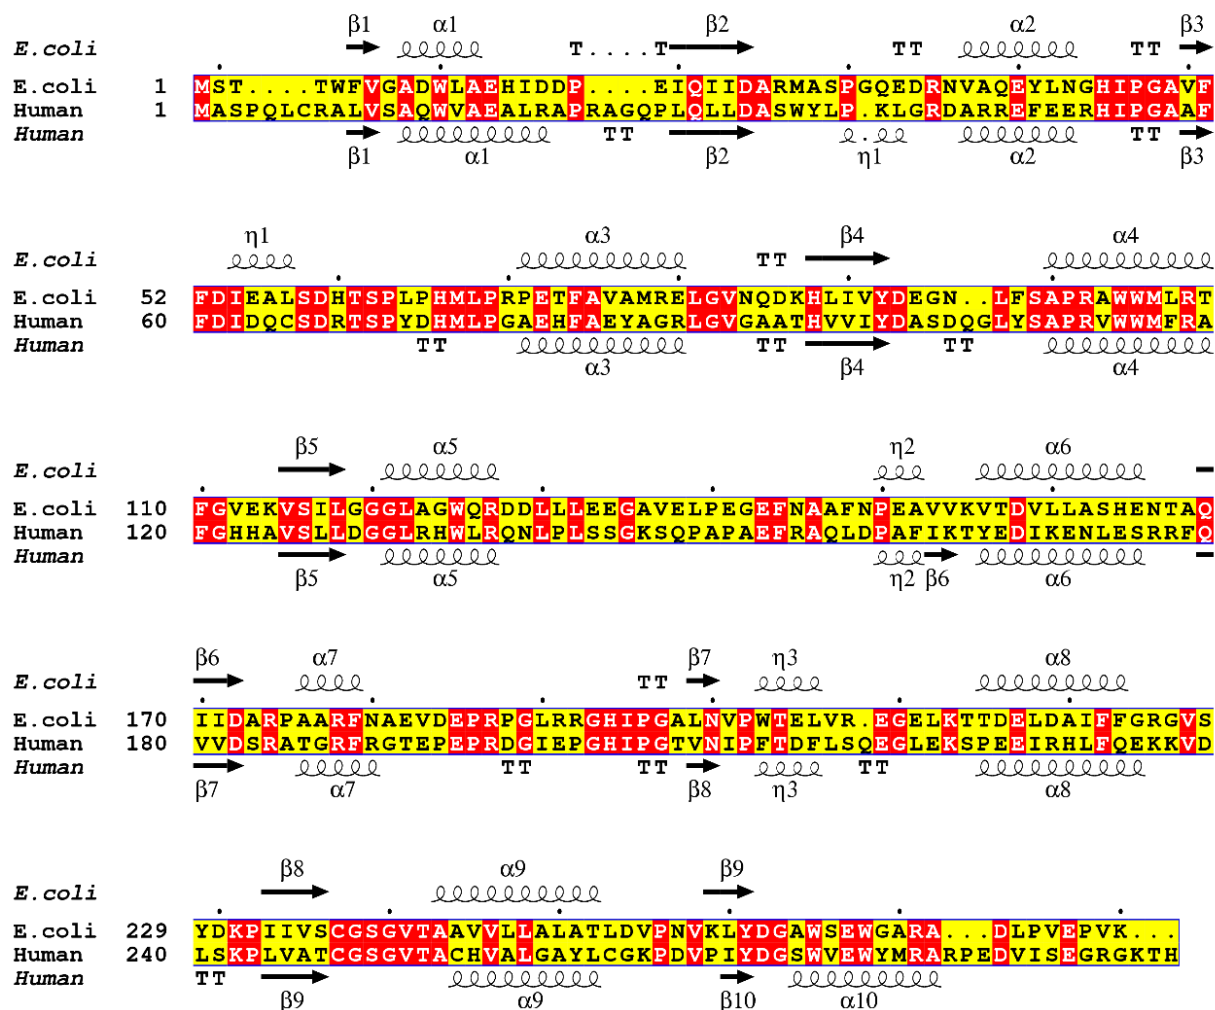 β1 α1 β2 α2 β3
E.coli T....T TT TT
E.coli 1 MST....TWFVGADWLAEHIDDP....EIQIIDARMASPGQEDRNVAQEYLNGHIPGAVF
Human 1 MASPQLCRALVSAQWVAEALRAPRAGQPLQLLDASWYLP.KLGRDARREFEERHIPGAAF
Human TT . TT
β1 α1 β2 η1 α2 β3
η1 α3 β4 α4
E.coli TT
E.coli 52 FDIEALSDHTSPLPHMLPRPETFAVAMRELGVNQDKHLIVYDEGN..LFSAPRAWWMLRT
Human 60 FDIDQCSDRTSPYDHMLPGAEHFAEYAGRLGVGAATHVVIYDASDQGLYSAPRVWWMFRA
Human TT TT TT
α3 β4 α4
β5 α5 η2 α6
E.coli
E.coli 110 FGVEKVSILGGGLAGWQRDDLLLEEGAVELPEGEFNAAFNPEAVVKVTDVLLASHENTAQ
Human 120 FGHHAVSLLDGGLRHWLRQNLPLSSGKSQPAPAEFRAQLDPAFIKTYEDIKENLESRRFQ
Human
β5 α5 η2 β6 α6
β6 α7 β7 η3 α8
E.coli TT
E.coli 170 IIDARPAARFNAEVDEPRPGLRRGHIPGALNVPWTELVR.EGELKTTDELDAIFFGRGVS
Human 180 VVDSRATGRFRGTEPEPRDGIEPGHIPGTVNIPFTDFLSQEGLEKSPEEIRHLFQEKKVD
Human TT TT TT
β7 α7 β8 η3 α8
β8 α9 β9
E.coli
E.coli 229 YDKPIIVSCGSGVTAAVVLLALATLDVPNVKLYDGAWSEWGARA...DLPVEPVK...
Human 240 LSKPLVATCGSGVTACHVALGAYLCGKPDVPIYDGSWVEWYMRARPEDVISEGRGKTH
Human TT
β9 α9 β10 α10